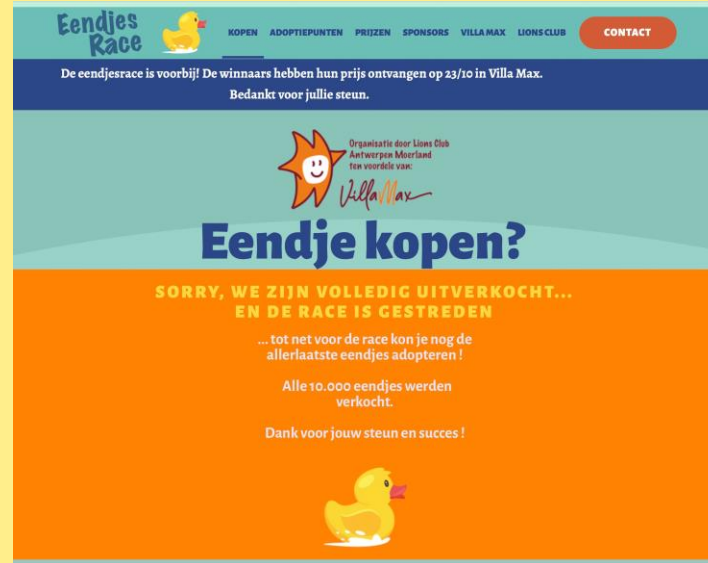 Eendjes
Race
KOPEN ADOPTIEPUNTEN PRIJZEN SPONSORS VILLA MAX LIONS CLUB CONTACT
De eendjesrace is voorbij! De winnaars hebben hun prijs ontvangen op 23/10 in Villa Max.
Bedankt voor jullie steun.
Organisatie door Lions Club
Antwerpen Moerland
ten voordele van:
VillaMax
Eendje kopen?
SORRY, WE ZIJN VOLLEDIG UITVERKOCHT...
EN DE RACE IS GESTREDEN
... tot net voor de race kon je nog de
allerlaatste eendjes adopteren !
Alle 10.000 eendjes werden
verkocht.
Dank voor jouw steun en succes !